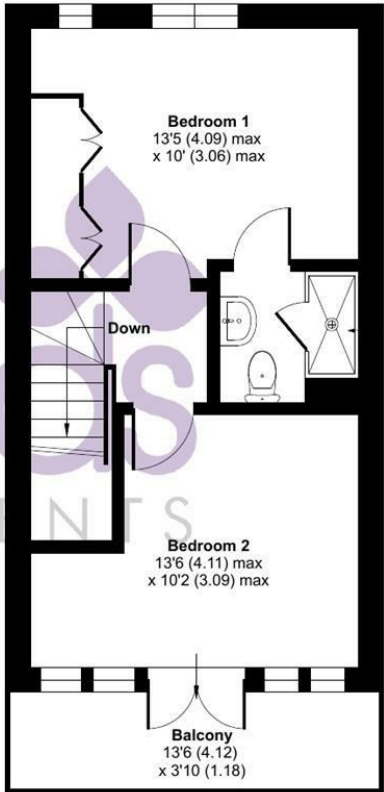 Bedroom 1
13'5 (4.09) max
x 10' (3.06) max
Down
Bedroom 2
13'6 (4.11) max
x 10'2 (3.09) max
Balcony
13'6 (4.12)
x 3'10 (1.18)